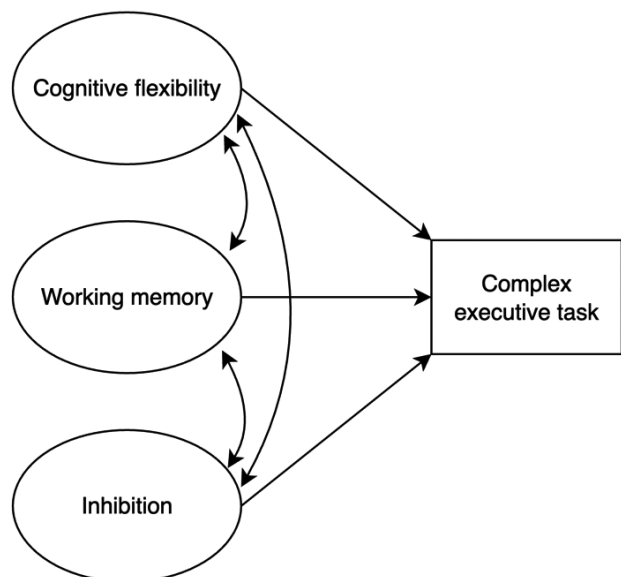 Cognitive flexibility
Working memory
Complex
executive task
Inhibition